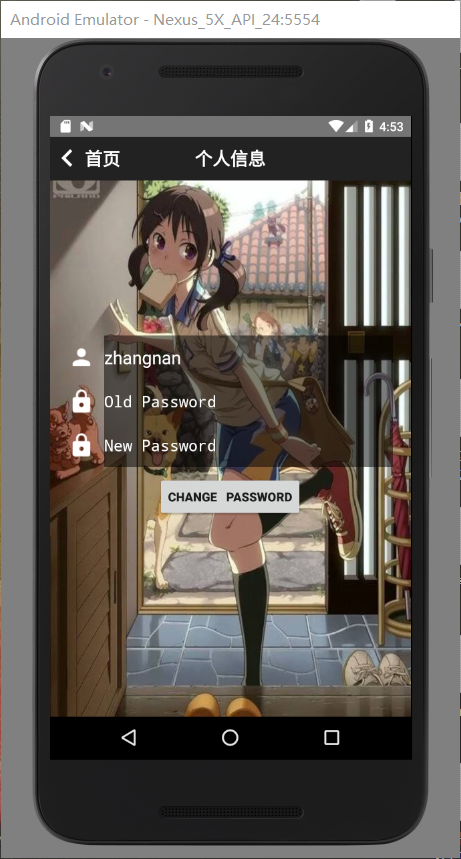 Android Emulator - Nexus_5X_API_24:5554
4:53
首页 个人信息
zhangnan
Old Password
New Password
CHANGE PASSWORD